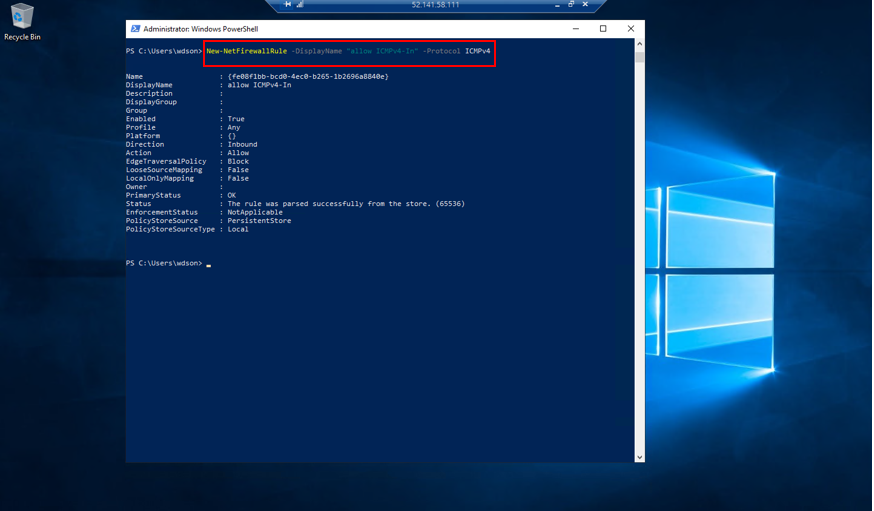 52.141.58.111
Recycle Bin
Administrator: Windows PowerShell
PS C:\Users\wdson> New-NetFirewallRule -DisplayName "allow ICMPv4-In" -Protocol ICMPv4
Name : {fe08f1bb-bcd0-4ec0-b265-1b2696a8840e}
DisplayName : allow ICMPv4-In
Description :
DisplayGroup :
Group :
Enabled : True
Profile : Any
Platform : {}
Direction : Inbound
Action : Allow
EdgeTraversalPolicy : Block
LooseSourceMapping : False
LocalOnlyMapping : False
Owner :
PrimaryStatus : OK
Status : The rule was parsed successfully from the store. (65536)
EnforcementStatus : NotApplicable
PolicyStoreSource : PersistentStore
PolicyStoreSourceType : Local
PS C:\Users\wdson>